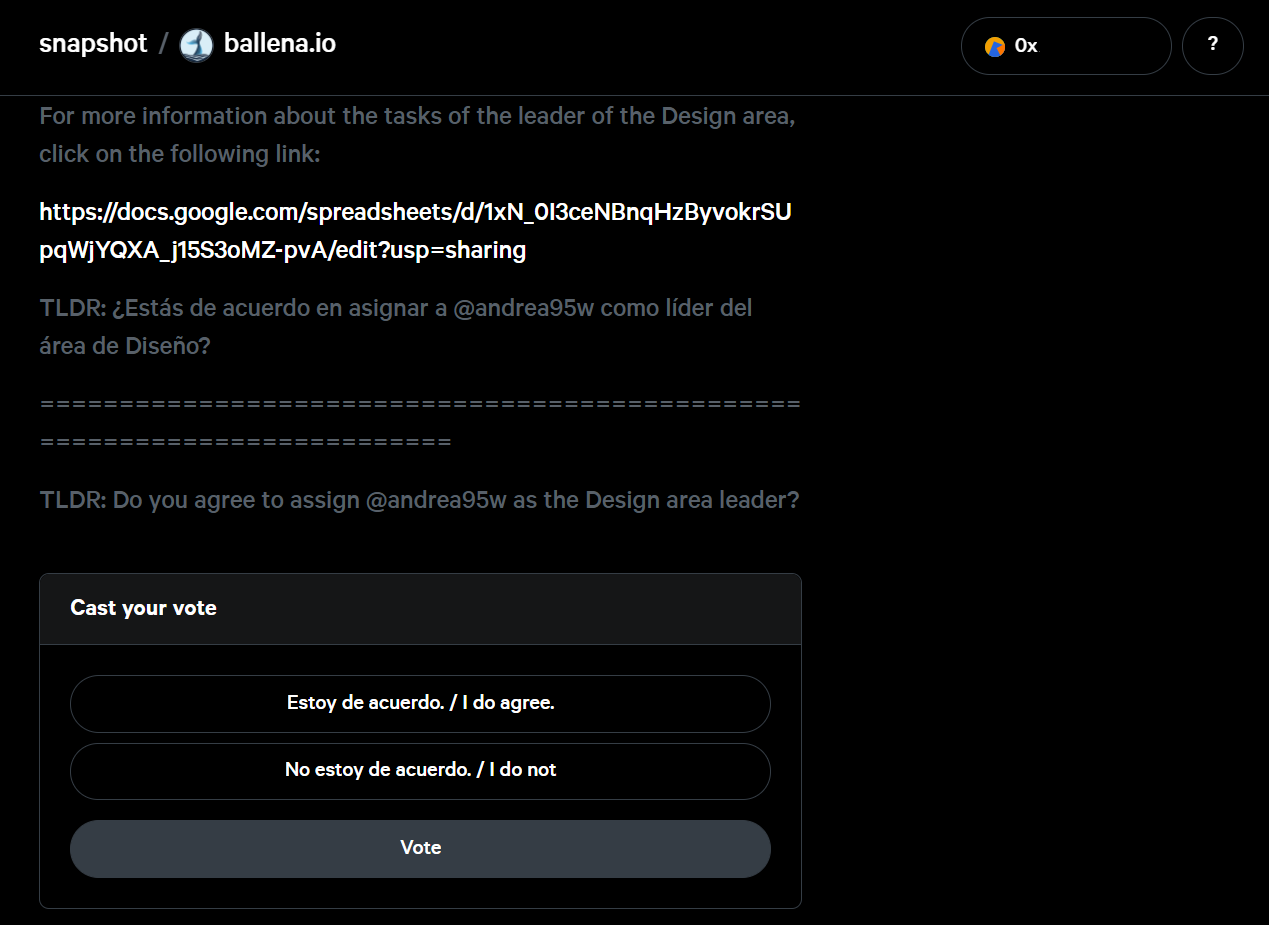 snapshot / ballena.io
0x
?
For more information about the tasks of the leader of the Design area,
click on the following link:
https://docs.google.com/spreadsheets/d/1xN_0I3ceNBnqHzByvokrSU
pqWjYQXA_j15S3oMZ-pvA/edit?usp=sharing
TLDR: ¿Estás de acuerdo en asignar a @andrea95w como líder del
área de Diseño?
================================================
==========================
TLDR: Do you agree to assign @andrea95w as the Design area leader?
Cast your vote
Estoy de acuerdo. / I do agree.
No estoy de acuerdo. / I do not
Vote